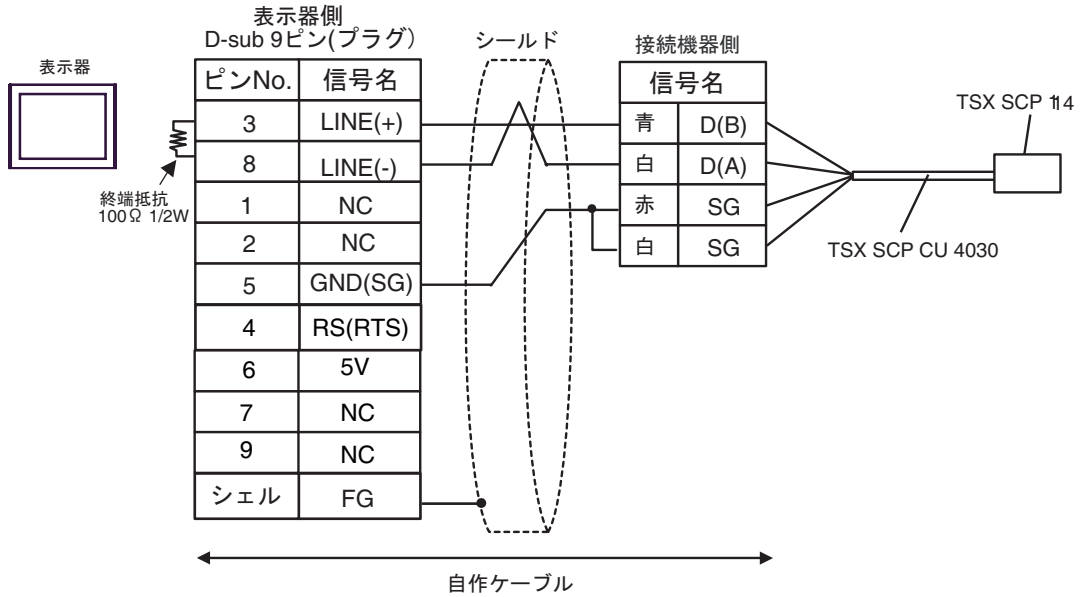 表示器側
D-sub 9ピン(プラグ)
シールド
接続機器側
表示器
ピンNo. 信号名
信号名
TSX SCP 114
3 LINE(+)
青 D(B)
8 LINE(-)
白 D(A)
終端抵抗
100Ω 1/2W
1 NC
赤 SG
2 NC
白 SG
TSX SCP CU 4030
5 GND(SG)
4 RS(RTS)
6 5V
7 NC
9 NC
シェル FG
自作ケーブル